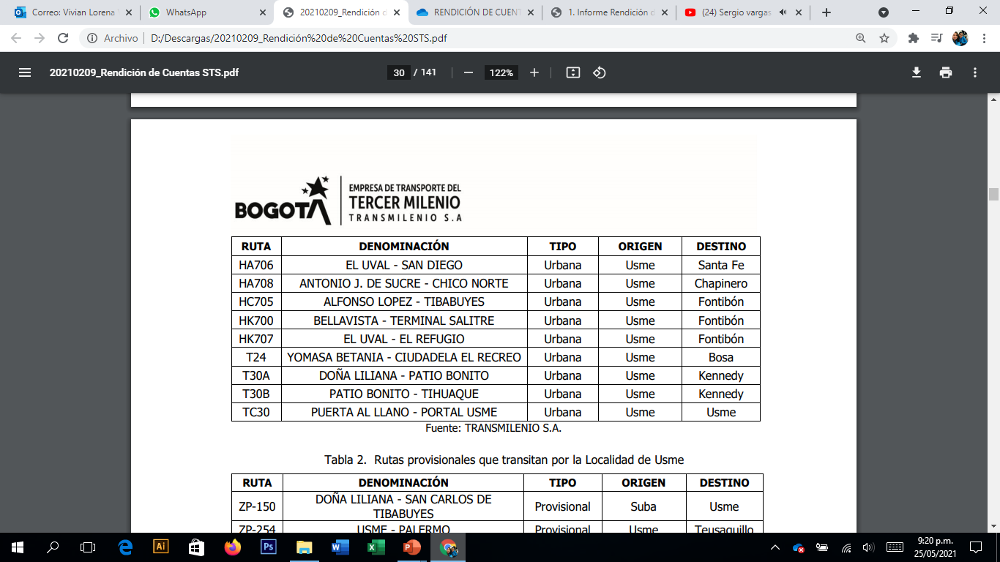 Correo: Vivian Lorena
WhatsApp
20210209_Rendición d
RENDICIÓN DE CUENT
1. Informe Rendición d
(24) Sergio vargas
Archivo
D:/Descargas/20210209_Rendición%20de%20Cuentas%20STS.pdf
20210209_Rendición de Cuentas STS.pdf
30 / 141
122%
BOGOTÁ
EMPRESA DE TRANSPORTE DEL
TERCER MILENIO
TRANSMILENIO S.A
RUTA DENOMINACIÓN TIPO ORIGEN DESTINO
HA706 EL UVAL - SAN DIEGO Urbana Usme Santa Fe
HA708 ANTONIO J. DE SUCRE - CHICO NORTE Urbana Usme Chapinero
HC705 ALFONSO LOPEZ - TIBABUYES Urbana Usme Fontibón
HK700 BELLAVISTA - TERMINAL SALITRE Urbana Usme Fontibón
HK707 EL UVAL - EL REFUGIO Urbana Usme Fontibón
T24 YOMASA BETANIA - CIUDADELA EL RECREO Urbana Usme Bosa
T30A DOÑA LILIANA - PATIO BONITO Urbana Usme Kennedy
T30B PATIO BONITO - TIHUAQUE Urbana Usme Kennedy
TC30 PUERTA AL LLANO - PORTAL USME Urbana Usme Usme
Fuente: TRANSMILENIO S.A.
Tabla 2. Rutas provisionales que transitan por la Localidad de Usme
RUTA DENOMINACIÓN TIPO ORIGEN DESTINO
ZP-150 DOÑA LILIANA - SAN CARLOS DE TIBABUYES Provisional Suba Usme
ZP-254 USME - PALERMO Provisional Usme Teusaquillo
Ai
Ps
9:20 p.m.
25/05/2021